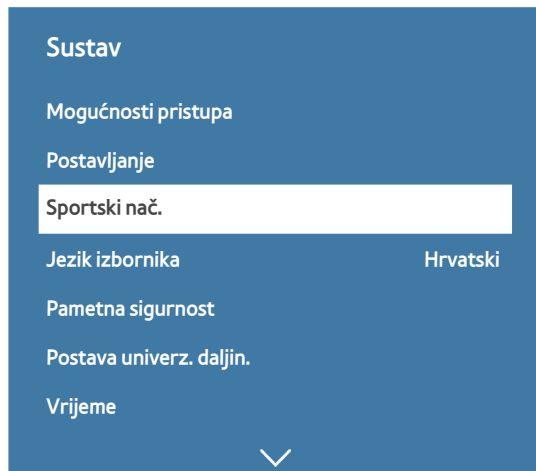 Sustav
Mogućnosti pristupa
Postavljanje
Sportski nač.
Jezik izbornika Hrvatski
Pametna sigurnost
Postava univerz. daljin.
Vrijeme